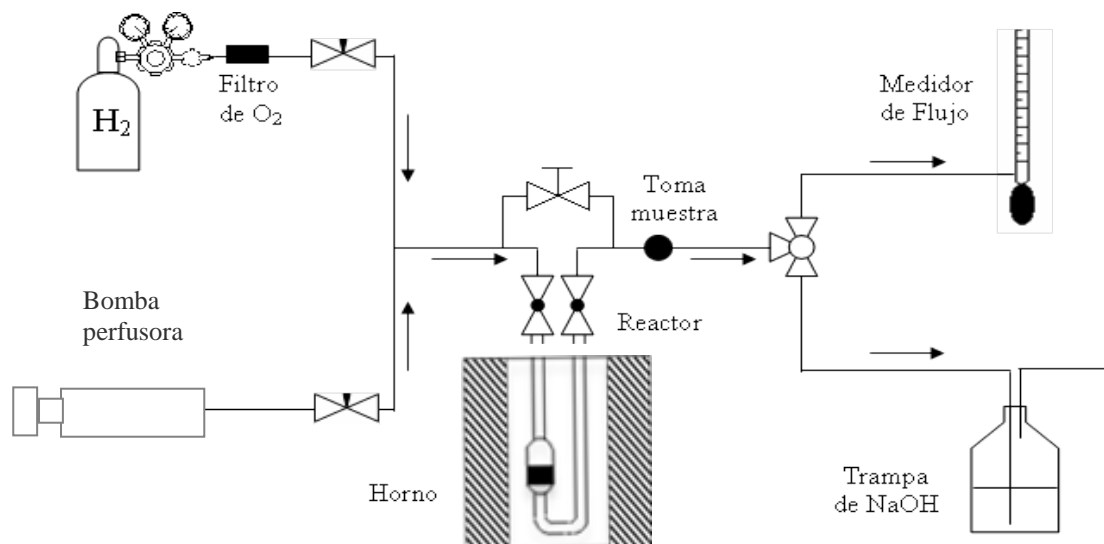 H₂
Filtro
de O₂
Medidor
de Flujo
Toma
muestra
Bomba
perfusora
Reactor
Horno
Trampa
de NaOH